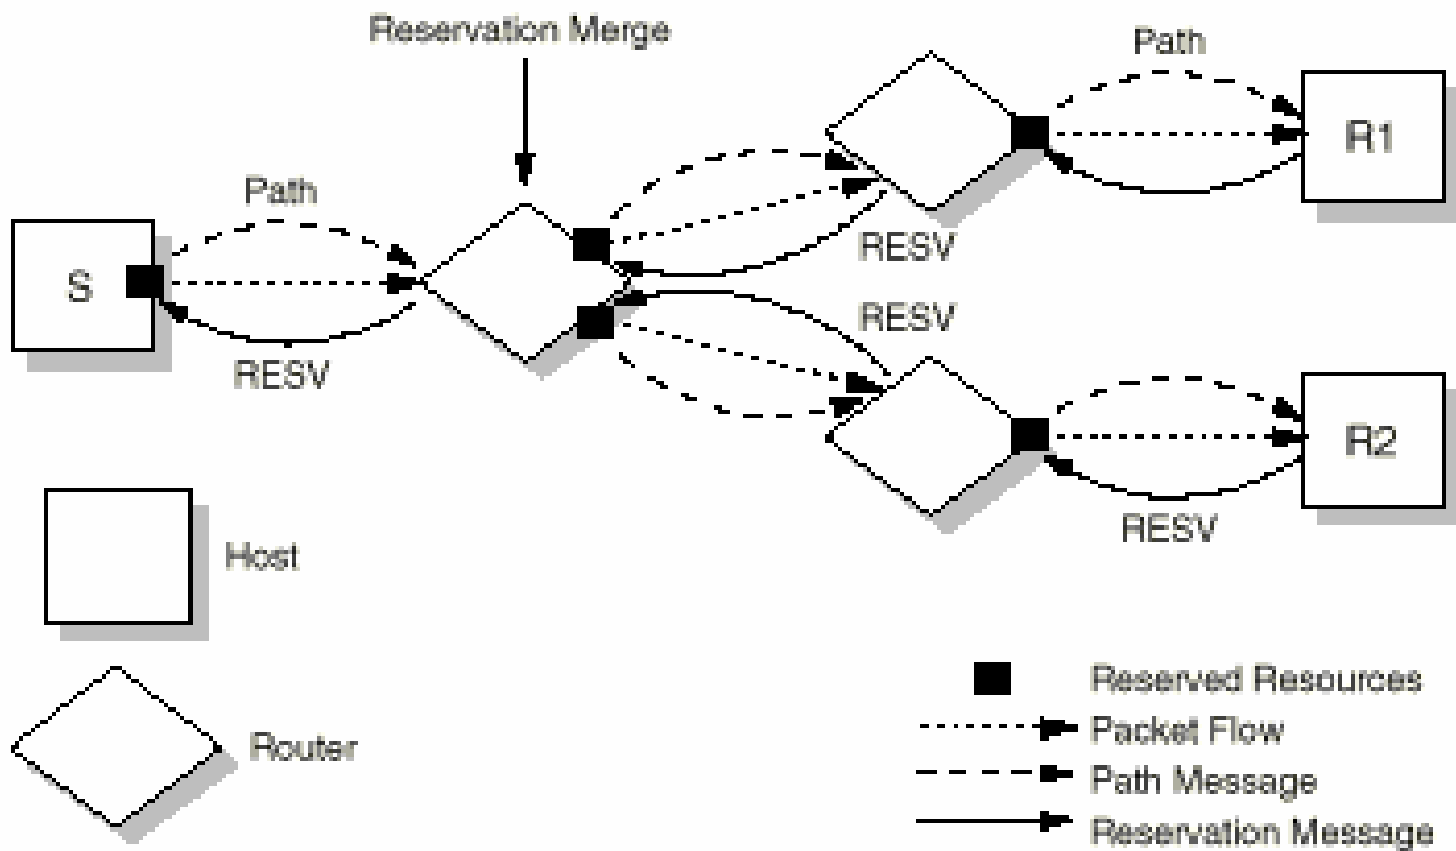 Reservation Merge
Path
R1
Path
S
RESV
RESV
RESV
R2
RESV
Host
Router
Reserved Resources
Packet Flow
Path Message
Reservation Message